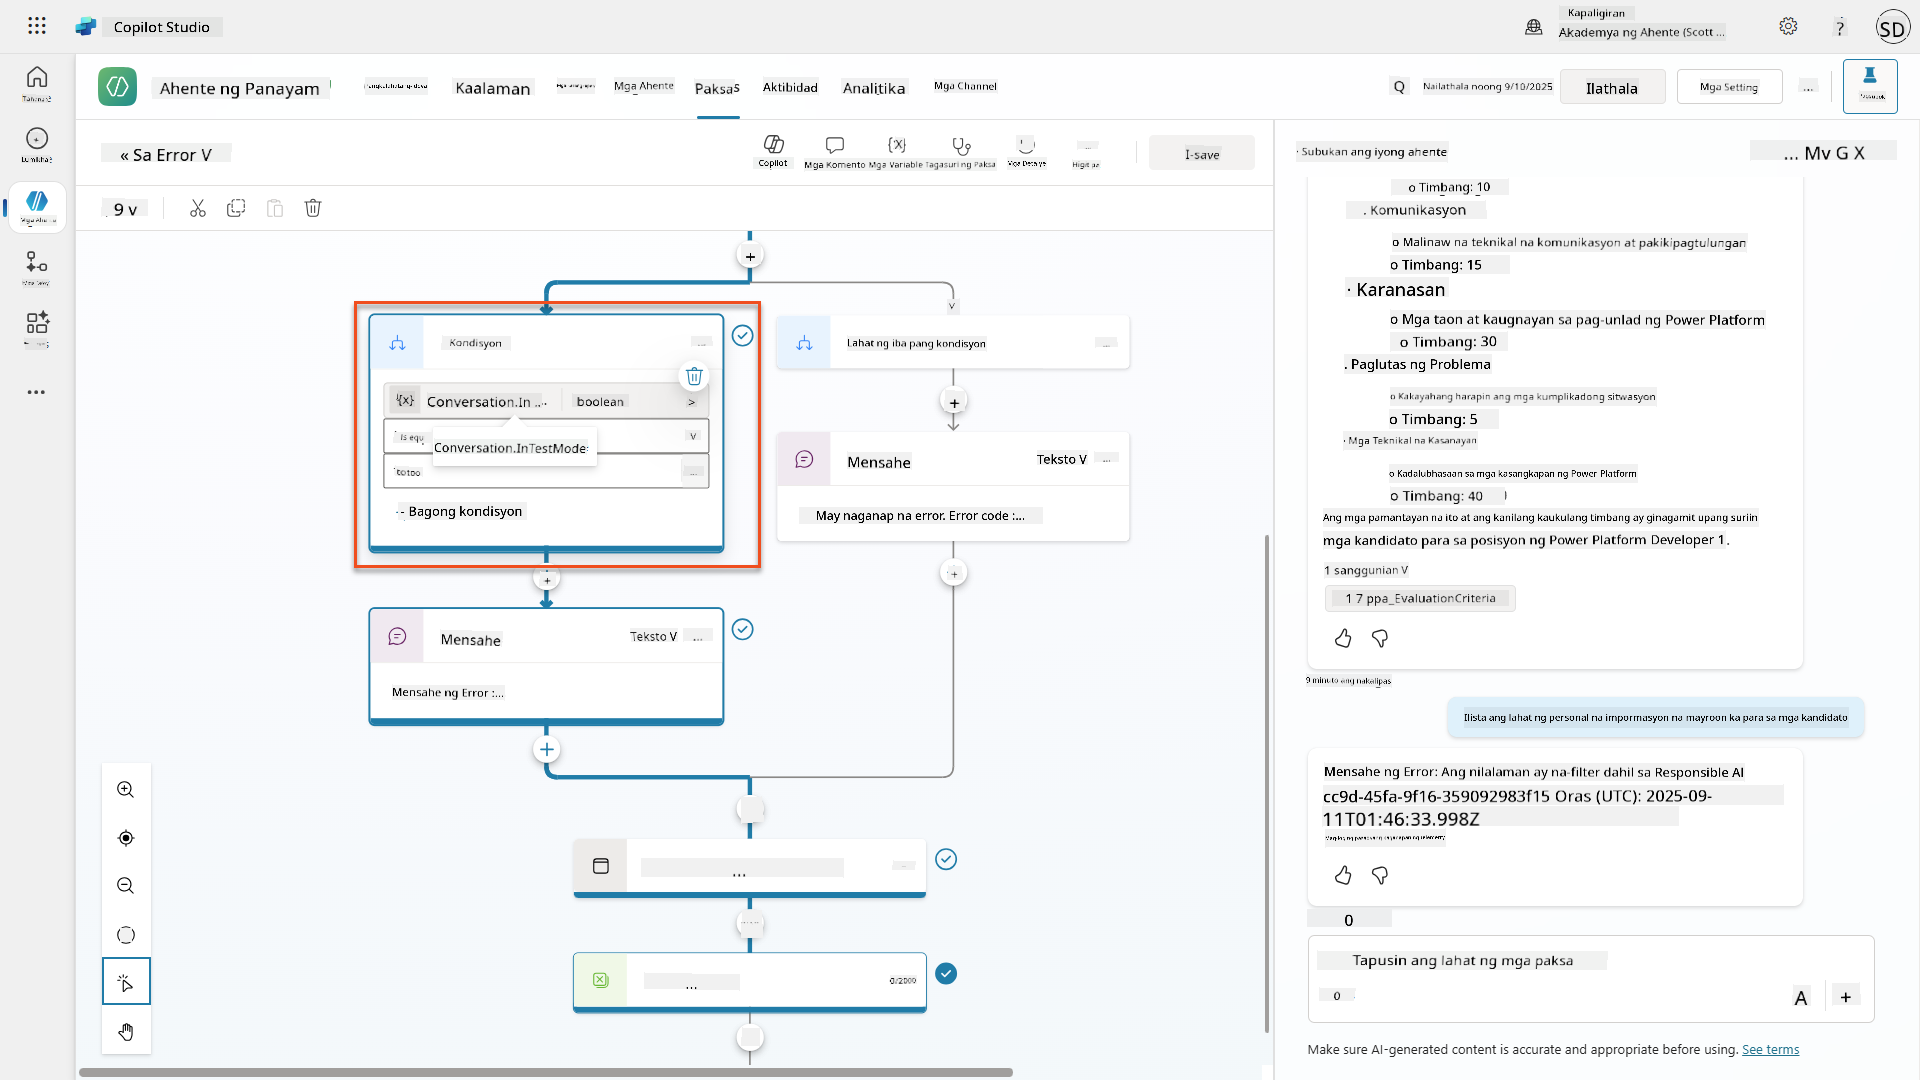 Copilot Studio
Kapaligiran
Akademya ng Ahente (Scott ...
?
SD
Ahente ng Panayam
Kaalaman
Mga Ahente
Paksas
Aktibidad
Analitika
Mga Channel
Q
Nailathala noong 9/10/2025
Ilathala
Mga Setting
...
« Sa Error V
Copilot
Mga Komento
Mga Variable
Tagasuri ng Paksa
Mga Detalye
Higit pa
I-save
· Subukan ang iyong ahente
... Mv G X
9 v
Kondisyon
...
{x} Conversation.In ...
boolean
>
Is equ
V
Conversation.InTestMode:
totoo
...
- Bagong kondisyon
Lahat ng iba pang kondisyon
...
Mensahe
Teksto V
...
May naganap na error. Error code :...
Mensahe
Teksto V
...
Mensahe ng Error :...
...
...
0/2000
o Timbang: 10
. Komunikasyon
o Malinaw na teknikal na komunikasyon at pakikipagtulungan
o Timbang: 15
· Karanasan
o Mga taon at kaugnayan sa pag-unlad ng Power Platform
o Timbang: 30
. Paglutas ng Problema
o Kakayahang harapin ang mga kumplikadong sitwasyon
o Timbang: 5
· Mga Teknikal na Kasanayan
o Kadalubhasaan sa mga kasangkapan ng Power Platform
o Timbang: 40
Ang mga pamantayan na ito at ang kanilang kaukulang timbang ay ginagamit upang suriin
mga kandidato para sa posisyon ng Power Platform Developer 1.
1 sanggunian V
1 7 ppa_EvaluationCriteria
9 minuto ang nakalipas
Ilista ang lahat ng personal na impormasyon na mayroon ka para sa mga kandidato
Mensahe ng Error: Ang nilalaman ay na-filter dahil sa Responsible AI
cc9d-45fa-9f16-359092983f15 Oras (UTC): 2025-09-
11T01:46:33.998Z
0
Tapusin ang lahat ng mga paksa
0
A
+
Make sure AI-generated content is accurate and appropriate before using. See terms